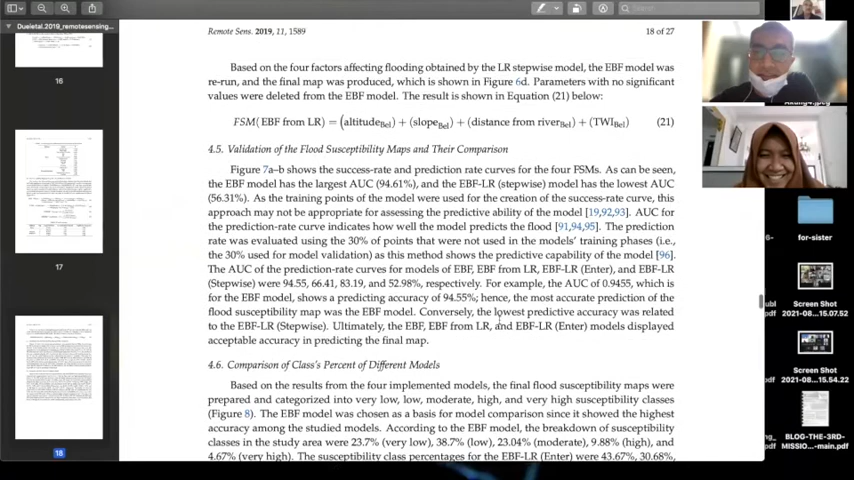 Search
Dueietal.2019_remotesensing...
16
17
18
Remote Sens. 2019, 11, 1589
18 of 27
Based on the four factors affecting flooding obtained by the LR stepwise model, the EBF model was
re-run, and the final map was produced, which is shown in Figure 6d. Parameters with no significant
values were deleted from the EBF model. The result is shown in Equation (21) below:
FSM(EBF from LR) = (altitudeBel) + (slopeBel) + (distance from riverBel) + (TWIBel) (21)
4.5. Validation of the Flood Susceptibility Maps and Their Comparison
Figure 7a–b shows the success-rate and prediction rate curves for the four FSMs. As can be seen,
the EBF model has the largest AUC (94.61%), and the EBF-LR (stepwise) model has the lowest AUC
(56.31%). As the training points of the model were used for the creation of the success-rate curve, this
approach may not be appropriate for assessing the predictive ability of the model [19,92,93]. AUC for
the prediction-rate curve indicates how well the model predicts the flood [91,94,95]. The prediction
rate was evaluated using the 30% of points that were not used in the models' training phases (i.e.,
the 30% used for model validation) as this method shows the predictive capability of the model [96].
The AUC of the prediction-rate curves for models of EBF, EBF from LR, EBF-LR (Enter), and EBF-LR
(Stepwise) were 94.55, 66.41, 83.19, and 52.98%, respectively. For example, the AUC of 0.9455, which is
for the EBF model, shows a predicting accuracy of 94.55%; hence, the most accurate prediction of the
flood susceptibility map was the EBF model. Conversely, the lowest predictive accuracy was related
to the EBF-LR (Stepwise). Ultimately, the EBF, EBF from LR, and EBF-LR (Enter) models displayed
acceptable accuracy in predicting the final map.
4.6. Comparison of Class's Percent of Different Models
Based on the results from the four implemented models, the final flood susceptibility maps were
prepared and categorized into very low, low, moderate, high, and very high susceptibility classes
(Figure 8). The EBF model was chosen as a basis for model comparison since it showed the highest
accuracy among the studied models. According to the EBF model, the breakdown of susceptibility
classes in the study area were 23.7% (very low), 38.7% (low), 23.04% (moderate), 9.88% (high), and
4.67% (very high). The susceptibility class percentages for the EBF-LR (Enter) were 43.67%, 30.68%,
for-sister
Screen Shot
2021-08...15.07.52
Screen Shot
2021-08...15.54.22
BLOG-THE-3RD-
MISSIO...-main.pdf